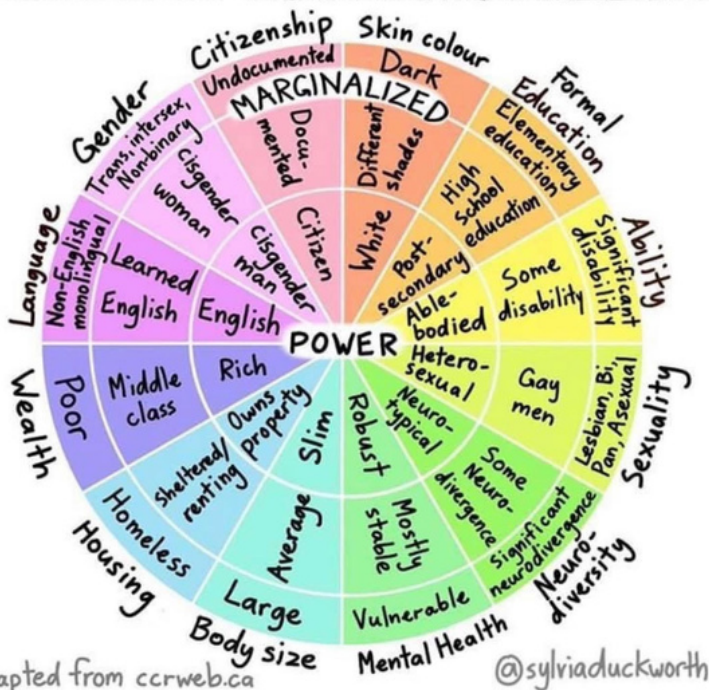 Citizenship
Undocumented
Docu-
mented
Citizen
Skin colour
Dark
Different
shades
White
Formal
Education
Elementary
education
High
School
education
Post-
secondary
Ability
Significant
disability
Some
disability
Able-
bodied
Sexuality
Lesbian, Bi,
Pan, Asexual
Gay
men
Hetero-
sexual
Neuro-
diversity
Significant
neurodivergence
Some
Neuro-
divergence
Neuro-
typical
Mental Health
Vulnerable
Mostly
stable
Robust
Body size
Large
Average
Slim
Housing
Homeless
Sheltered/
renting
Owns
property
Wealth
Poor
Middle
class
Rich
Language
Non-English
monolingual
Learned
English
English
Gender
Trans, intersex,
Non-binary
cisgender
woman
cisgender
man
MARGINALIZED
POWER
apted from ccrweb.ca
@sylviaduckworth